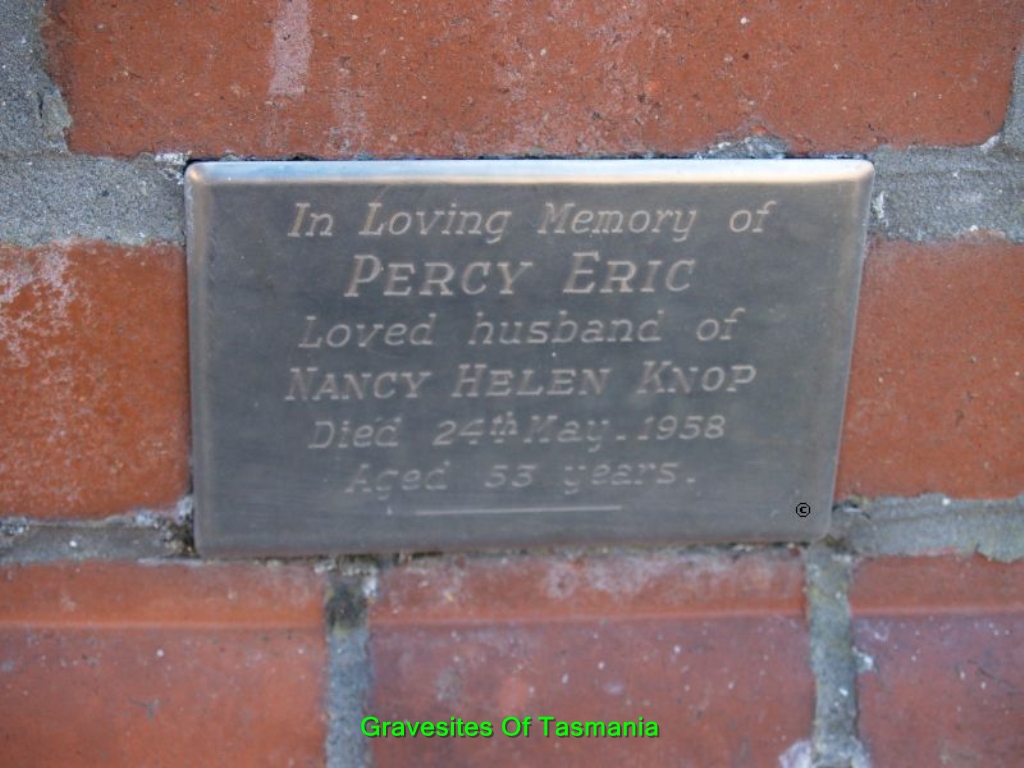 In Loving Memory of
PERCY ERIC
Loved husband of
NANCY HELEN KNOP
Died 24th May. 1958
Aged 53 years.
©
Gravesites Of Tasmania